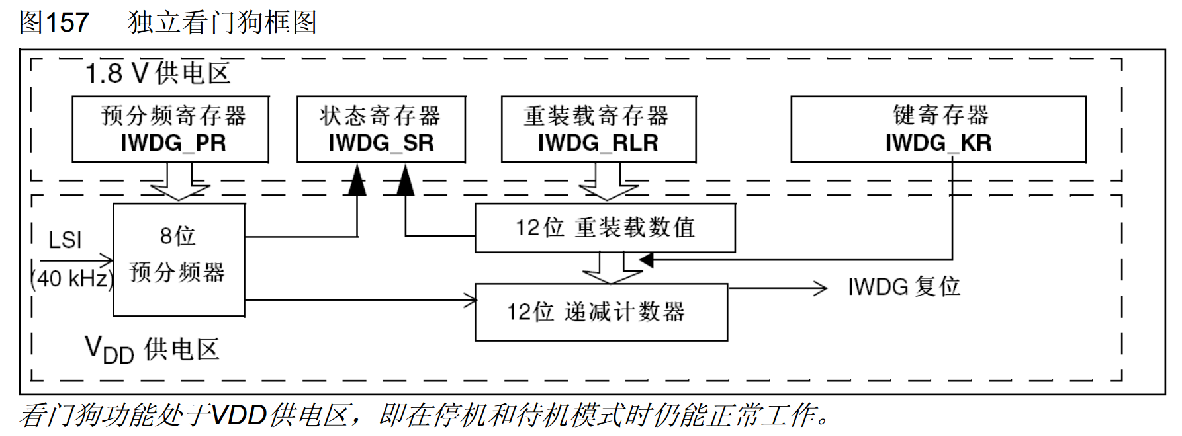 图157 独立看门狗框图
1.8 V 供电区
预分频寄存器
IWDG_PR
状态寄存器
IWDG_SR
重装载寄存器
IWDG_RLR
键寄存器
IWDG_KR
LSI
(40 kHz)
8位
预分频器
12位 重装载数值
12位 递减计数器
IWDG 复位
VDD 供电区
看门狗功能处于VDD供电区，即在停机和待机模式时仍能正常工作。